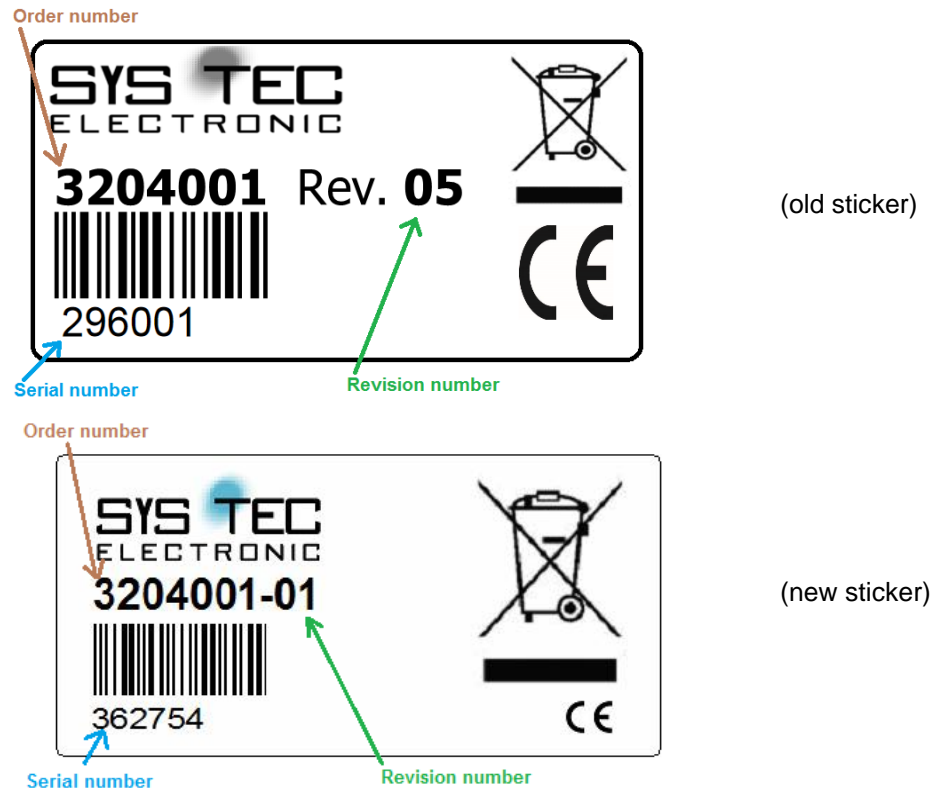 Order number
SYS TEC
ELECTRONIC
3204001 Rev. 05
(old sticker)
296001
Serial number
Revision number
Order number
SYS TEC
ELECTRONIC
3204001-01
(new sticker)
362754
Serial number
Revision number